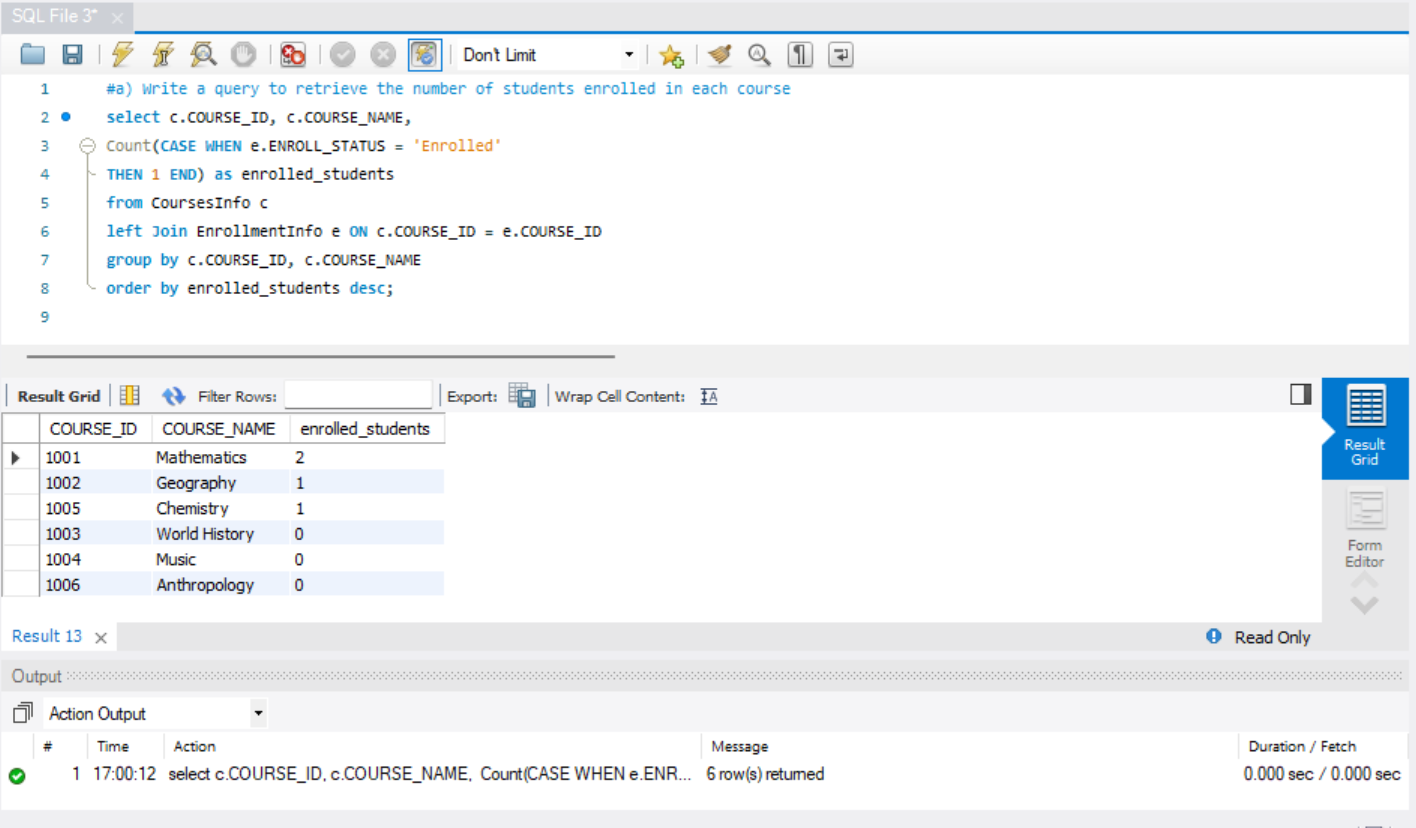 SQL File 3*
Don't Limit
1 #a) Write a query to retrieve the number of students enrolled in each course
2 select c.COURSE_ID, c.COURSE_NAME,
3 Count(CASE WHEN e.ENROLL_STATUS = 'Enrolled'
4 THEN 1 END) as enrolled_students
5 from CoursesInfo c
6 left Join EnrollmentInfo e ON c.COURSE_ID = e.COURSE_ID
7 group by c.COURSE_ID, c.COURSE_NAME
8 order by enrolled_students desc;
9
Result Grid Filter Rows: Export: Wrap Cell Content:
COURSE_ID COURSE_NAME enrolled_students
1001 Mathematics 2
1002 Geography 1
1005 Chemistry 1
1003 World History 0
1004 Music 0
1006 Anthropology 0
Result
Grid
Form
Editor
Result 13 Read Only
Output
Action Output
# Time Action Message Duration / Fetch
1 17:00:12 select c.COURSE_ID, c.COURSE_NAME, Count(CASE WHEN e.ENR... 6 row(s) returned 0.000 sec / 0.000 sec